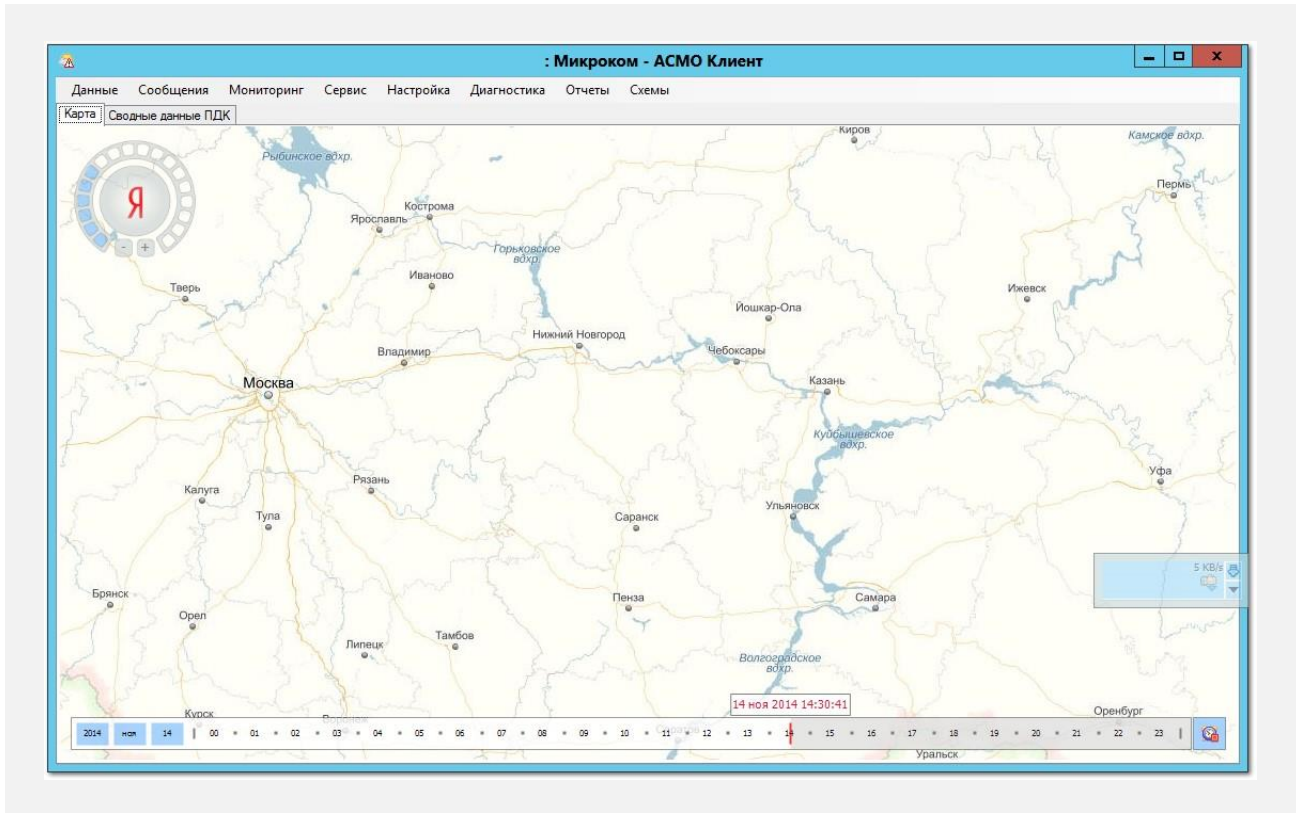 : Микроком - АСМО Клиент
Данные Сообщения Мониторинг Сервис Настройка Диагностика Отчеты Схемы
Карта Сводные данные ПДК
Киров
Камское вдхр.
Рыбинское вдхр.
Пермь
Я
Кострома
Ярославль
- +
Горьковское
вдхр.
Иваново
Тверь
Ижевск
Йошкар-Ола
Нижний Новгород
Владимир
Чебоксары
Москва
Казань
Куйбышевское
вдхр.
Уфа
Рязань
Калуга
Ульяновск
Тула
Саранск
5 KB/s
Брянск
Пенза
Самара
Орел
Тамбов
Липецк
Волгоградское
вдхр.
14 ноя 2014 14:30:41
Оренбург
Курск
Воронеж
2014 ноя 14 00 01 02 03 04 05 06 07 08 09 10 11 12 13 14 15 16 17 18 19 20 21 22 23
Уральск